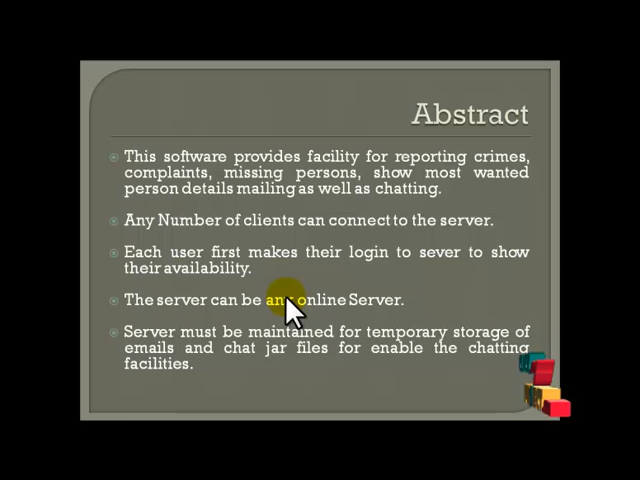 Abstract
This software provides facility for reporting crimes,
complaints, missing persons, show most wanted
person details mailing as well as chatting.
Any Number of clients can connect to the server.
Each user first makes their login to sever to show
their availability.
The server can be any online Server.
Server must be maintained for temporary storage of
emails and chat jar files for enable the chatting
facilities.